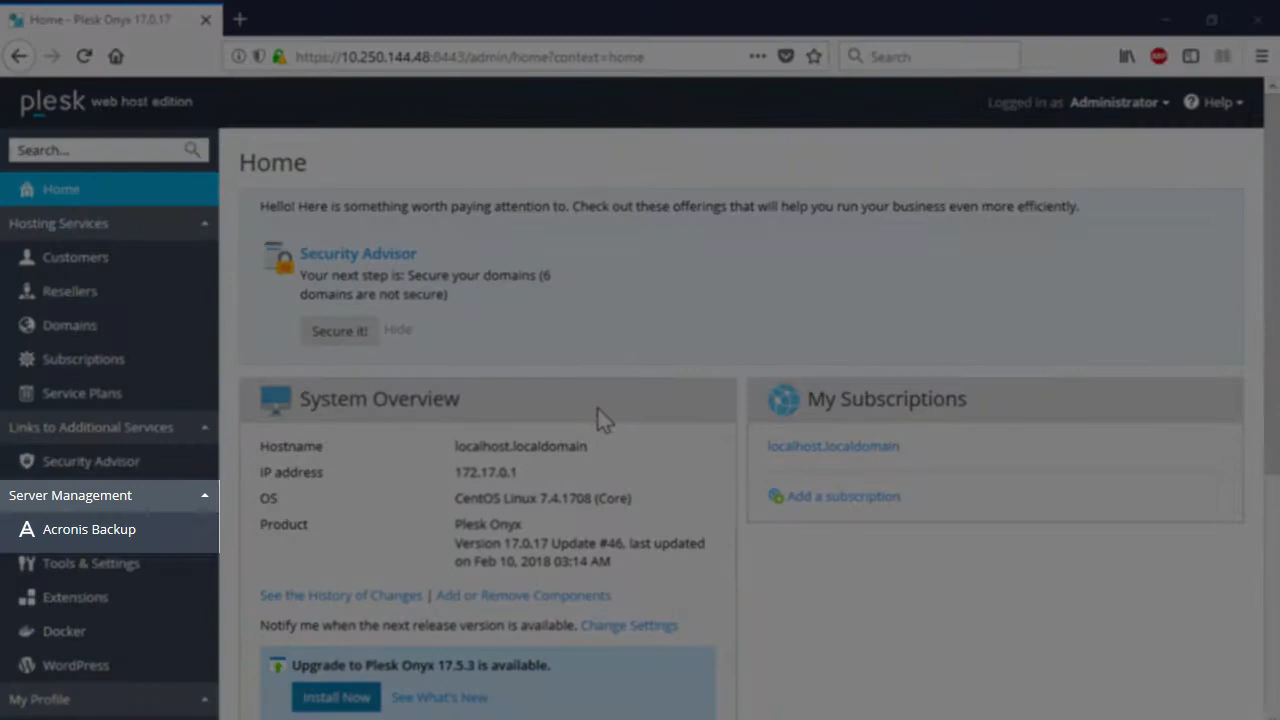 Home - Plesk Onyx 17.0.17
https://10.250.144.48:8443/admin/home?context=home
Search
plesk web host edition
Logged in as Administrator
Help
Search...
Home
Hosting Services
Customers
Resellers
Domains
Subscriptions
Service Plans
Links to Additional Services
Security Advisor
Server Management
Acronis Backup
Tools & Settings
Extensions
Docker
WordPress
My Profile
Home
Hello! Here is something worth paying attention to. Check out these offerings that will help you run your business even more efficiently.
Security Advisor
Your next step is: Secure your domains (6
domains are not secure)
Secure it! Hide
System Overview
Hostname localhost.localdomain
IP address 172.17.0.1
OS CentOS Linux 7.4.1708 (Core)
Product Plesk Onyx
Version 17.0.17 Update #46, last updated
on Feb 10, 2018 03:14 AM
See the History of Changes | Add or Remove Components
Notify me when the next release version is available. Change Settings
Upgrade to Plesk Onyx 17.5.3 is available.
Install Now See What's New
My Subscriptions
localhost.localdomain
Add a subscription